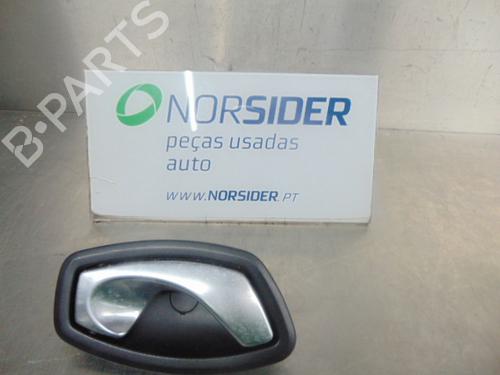 B-PARTS
NORSIDER
peças usadas
auto
www.NORSIDER.PT